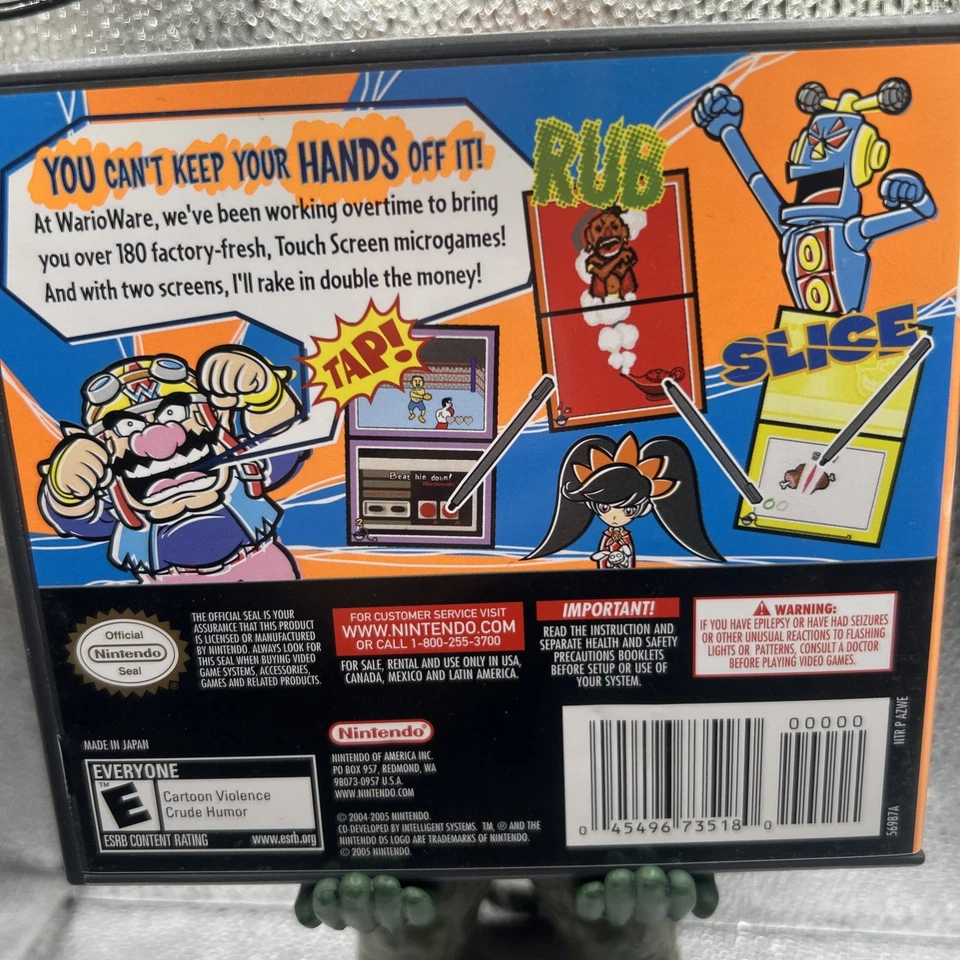 YOU CAN'T KEEP YOUR HANDS OFF IT!
At WarioWare, we've been working overtime to bring
you over 180 factory-fresh, Touch Screen microgames!
And with two screens, I'll rake in double the money!
RUB
TAP!
SLICE
Beat him down!
Nintendo
Official
Nintendo
Seal
THE OFFICIAL SEAL IS YOUR
ASSURANCE THAT THIS PRODUCT
IS LICENSED OR MANUFACTURED
BY NINTENDO. ALWAYS LOOK FOR
THIS SEAL WHEN BUYING VIDEO
GAME SYSTEMS, ACCESSORIES,
GAMES AND RELATED PRODUCTS.
FOR CUSTOMER SERVICE VISIT
WWW.NINTENDO.COM
OR CALL 1-800-255-3700
FOR SALE, RENTAL AND USE ONLY IN USA,
CANADA, MEXICO AND LATIN AMERICA.
IMPORTANT!
READ THE INSTRUCTION AND
SEPARATE HEALTH AND SAFETY
PRECAUTIONS BOOKLETS
BEFORE SETUP OR USE OF
YOUR SYSTEM.
WARNING:
IF YOU HAVE EPILEPSY OR HAVE HAD SEIZURES
OR OTHER UNUSUAL REACTIONS TO FLASHING
LIGHTS OR PATTERNS, CONSULT A DOCTOR
BEFORE PLAYING VIDEO GAMES.
MADE IN JAPAN
EVERYONE
E
TM
Cartoon Violence
Crude Humor
ESRB CONTENT RATING www.esrb.org
Nintendo®
NINTENDO OF AMERICA INC.
PO BOX 957, REDMOND, WA
98073-0957 U.S.A.
WWW.NINTENDO.COM
© 2004-2005 NINTENDO.
CO-DEVELOPED BY INTELLIGENT SYSTEMS. TM, ® AND THE
NINTENDO DS LOGO ARE TRADEMARKS OF NINTENDO.
© 2005 NINTENDO.
00000
0 45496 73518 0
NTR P AZWE
56987A